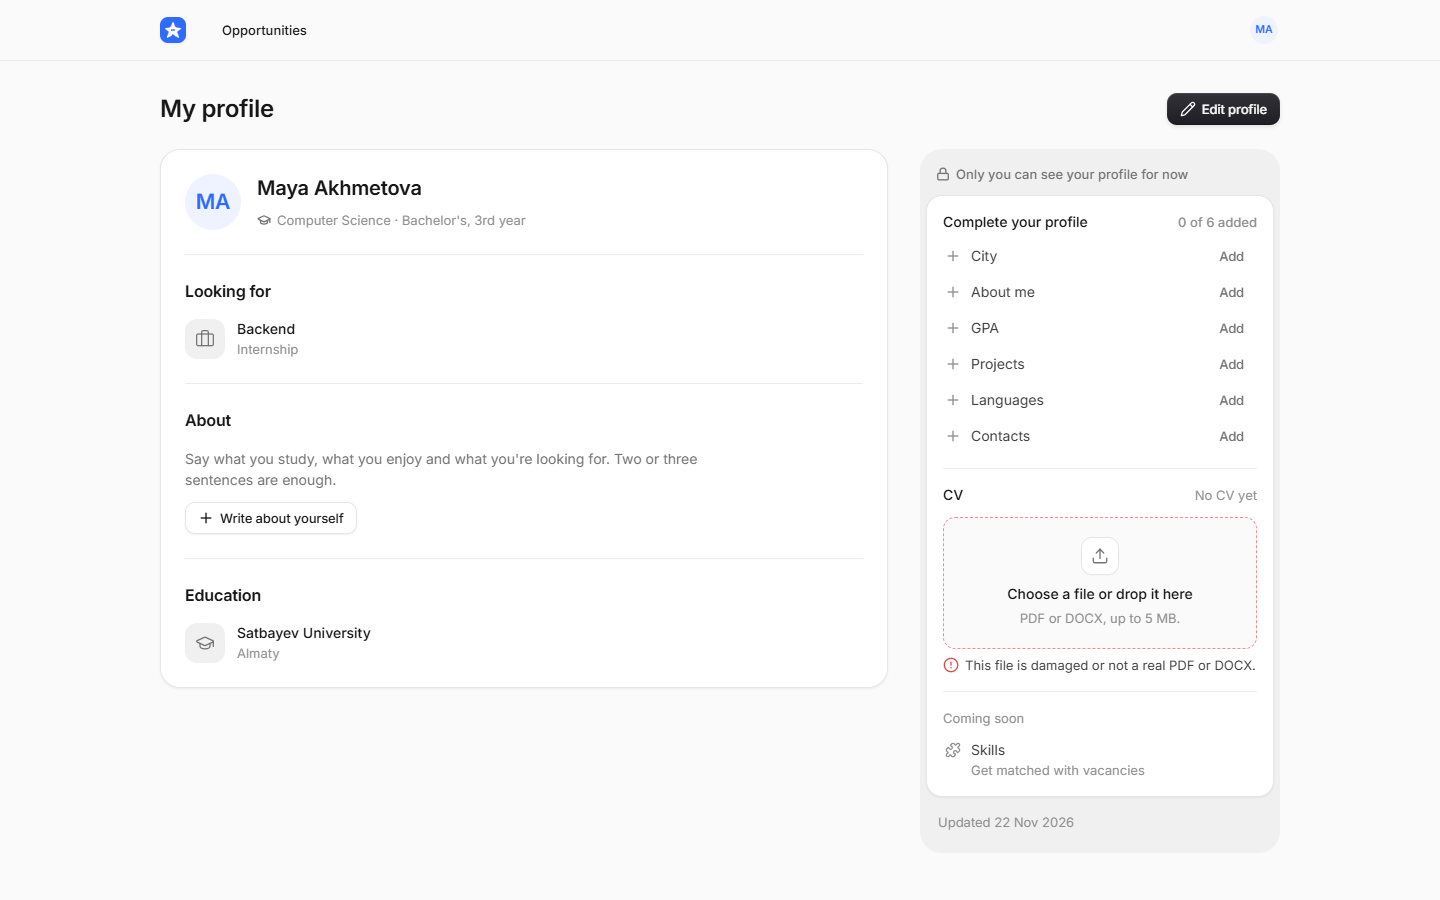 Opportunities
MA
My profile
Edit profile
MA
Maya Akhmetova
Computer Science · Bachelor's, 3rd year
Looking for
Backend
Internship
About
Say what you study, what you enjoy and what you're looking for. Two or three
sentences are enough.
Write about yourself
Education
Satbayev University
Almaty
Only you can see your profile for now
Complete your profile 0 of 6 added
City Add
About me Add
GPA Add
Projects Add
Languages Add
Contacts Add
CV No CV yet
Choose a file or drop it here
PDF or DOCX, up to 5 MB.
This file is damaged or not a real PDF or DOCX.
Coming soon
Skills
Get matched with vacancies
Updated 22 Nov 2026